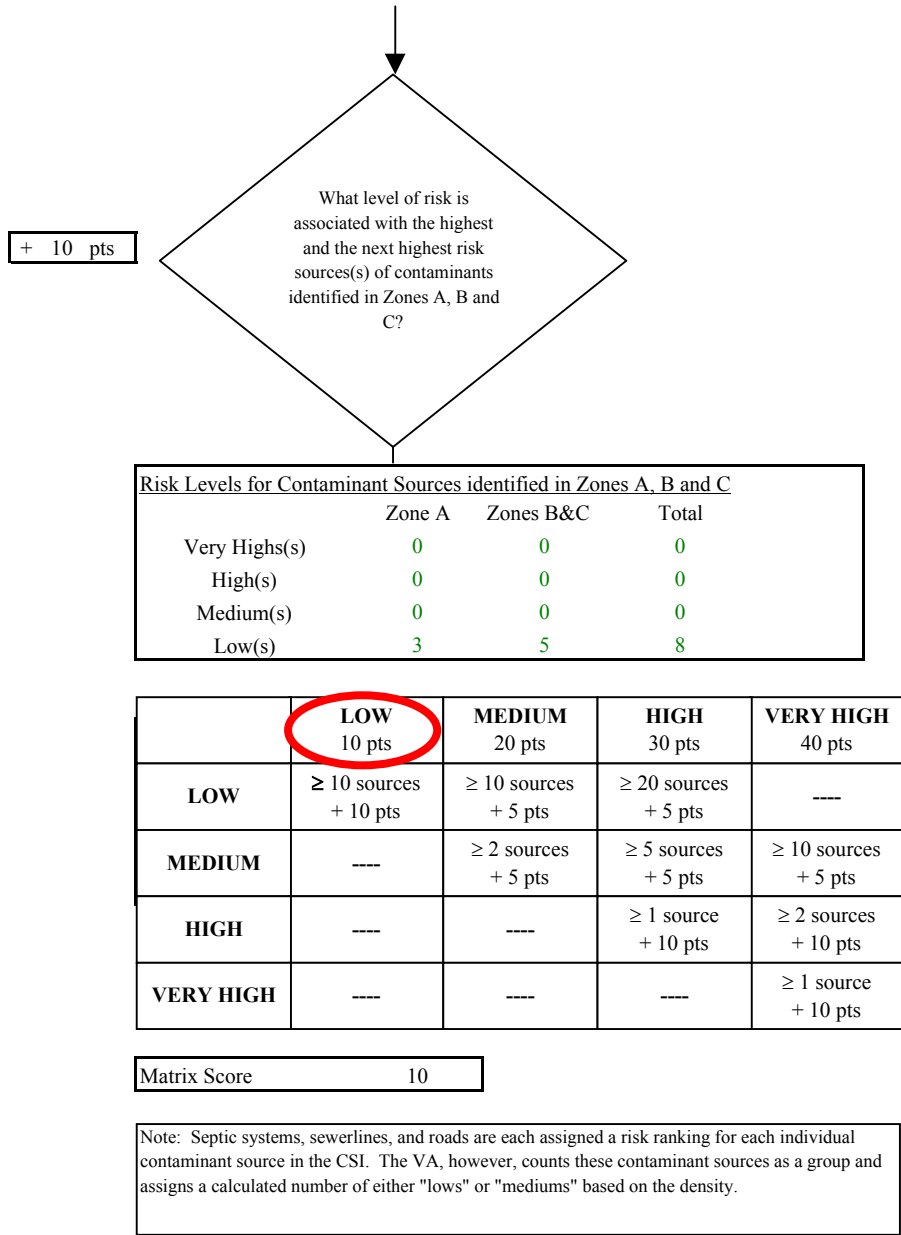 What level of risk is
associated with the highest
and the next highest risk
sources(s) of contaminants
identified in Zones A, B and
C?
+ 10 pts
Risk Levels for Contaminant Sources identified in Zones A, B and C
Zone A Zones B&C Total
Very Highs(s) 0 0 0
High(s) 0 0 0
Medium(s) 0 0 0
Low(s) 3 5 8
LOW MEDIUM HIGH VERY HIGH
10 pts 20 pts 30 pts 40 pts
LOW ≥ 10 sources ≥ 10 sources ≥ 20 sources ----
+ 10 pts + 5 pts + 5 pts
MEDIUM ---- ≥ 2 sources ≥ 5 sources ≥ 10 sources
+ 5 pts + 5 pts + 5 pts
HIGH ---- ---- ≥ 1 source ≥ 2 sources
+ 10 pts + 10 pts
VERY HIGH ---- ---- ---- ≥ 1 source
+ 10 pts
Matrix Score 10
Note: Septic systems, sewerlines, and roads are each assigned a risk ranking for each individual
contaminant source in the CSI. The VA, however, counts these contaminant sources as a group and
assigns a calculated number of either "lows" or "mediums" based on the density.